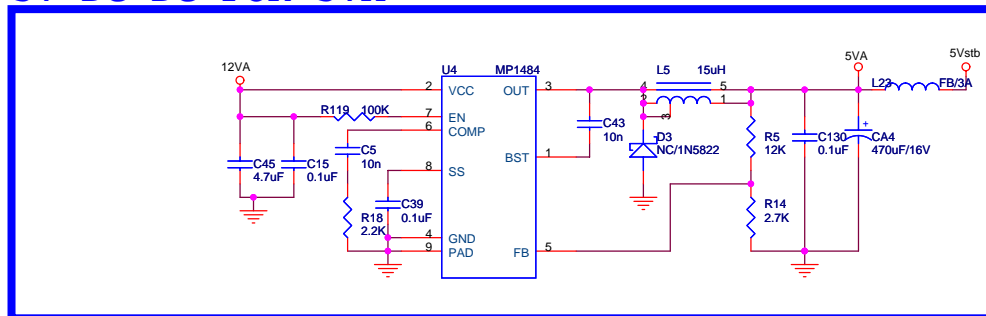 12VA
U4 MP1484
2 VCC OUT 3
R119 100K
7 EN
6 COMP
C5
10n
C45
4.7uF
C15
0.1uF
8 SS
BST 1
C43
10n
C39
0.1uF
R18
2.2K
4 GND
9 PAD
FB 5
L5 15uH
4 5
2 1
3
D3
NC/1N5822
R5
12K
R14
2.7K
C130
0.1uF
CA4
470uF/16V
+
5VA
L23 FB/3A
5Vstb